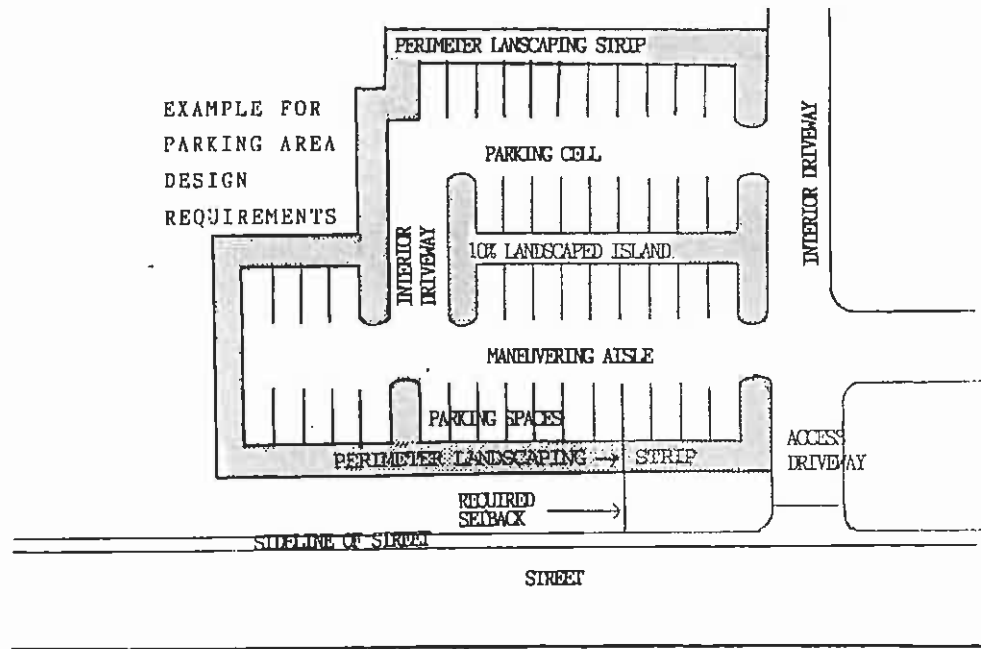 PERIMETER LANSCAPING STRIP
EXAMPLE FOR
PARKING AREA
DESIGN
REQUIREMENTS
PARKING CELL
INTERIOR DRIVEWAY
10% LANDSCAPED ISLAND
INTERIOR
DRIVEWAY
MANEUVERING AISLE
PARKING SPACES
ACCESS
DRIVEWAY
PERIMETER LANDSCAPING → STRIP
REQUIRED
SETBACK
SIDELINE OF STREET
STREET